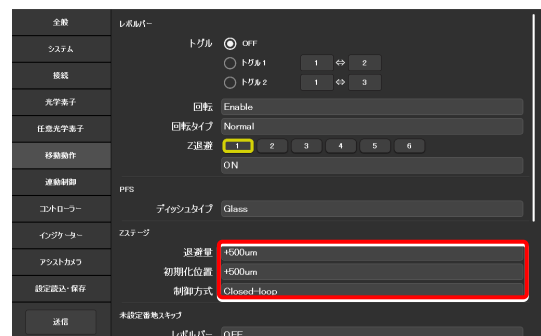 全般
システム
接続
光学素子
任意光学素子
移動動作
連動制御
コントローラー
インジケーター
アシストカメラ
設定読込・保存
送信
レボルバー
トグル OFF
トグル1 1 ⇔ 2
トグル2 1 ⇔ 3
回転 Enable
回転タイプ Normal
Z退避 1 2 3 4 5 6
ON
PFS
ディッシュタイプ Glass
Zステージ
退避量 +500um
初期化位置 +500um
制御方式 Closed-loop
未設定番地スキップ
レボルバー OFF